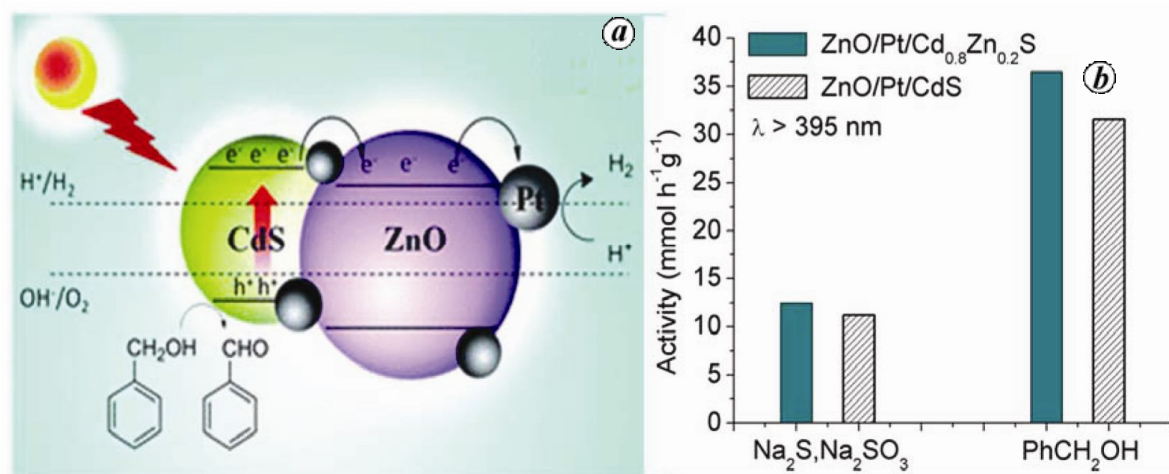 a
e⁻ e⁻ e⁻
e⁻ e⁻ e⁻
H⁺/H₂
H₂
Pt
CdS
ZnO
H⁺
h⁺ h⁺
OH⁻/O₂
CH₂OH
CHO
b
ZnO/Pt/Cd₀.₈Zn₀.₂S
ZnO/Pt/CdS
λ > 395 nm
Activity (mmol h⁻¹g⁻¹)
40
35
30
25
20
15
10
5
0
Na₂S,Na₂SO₃
PhCH₂OH